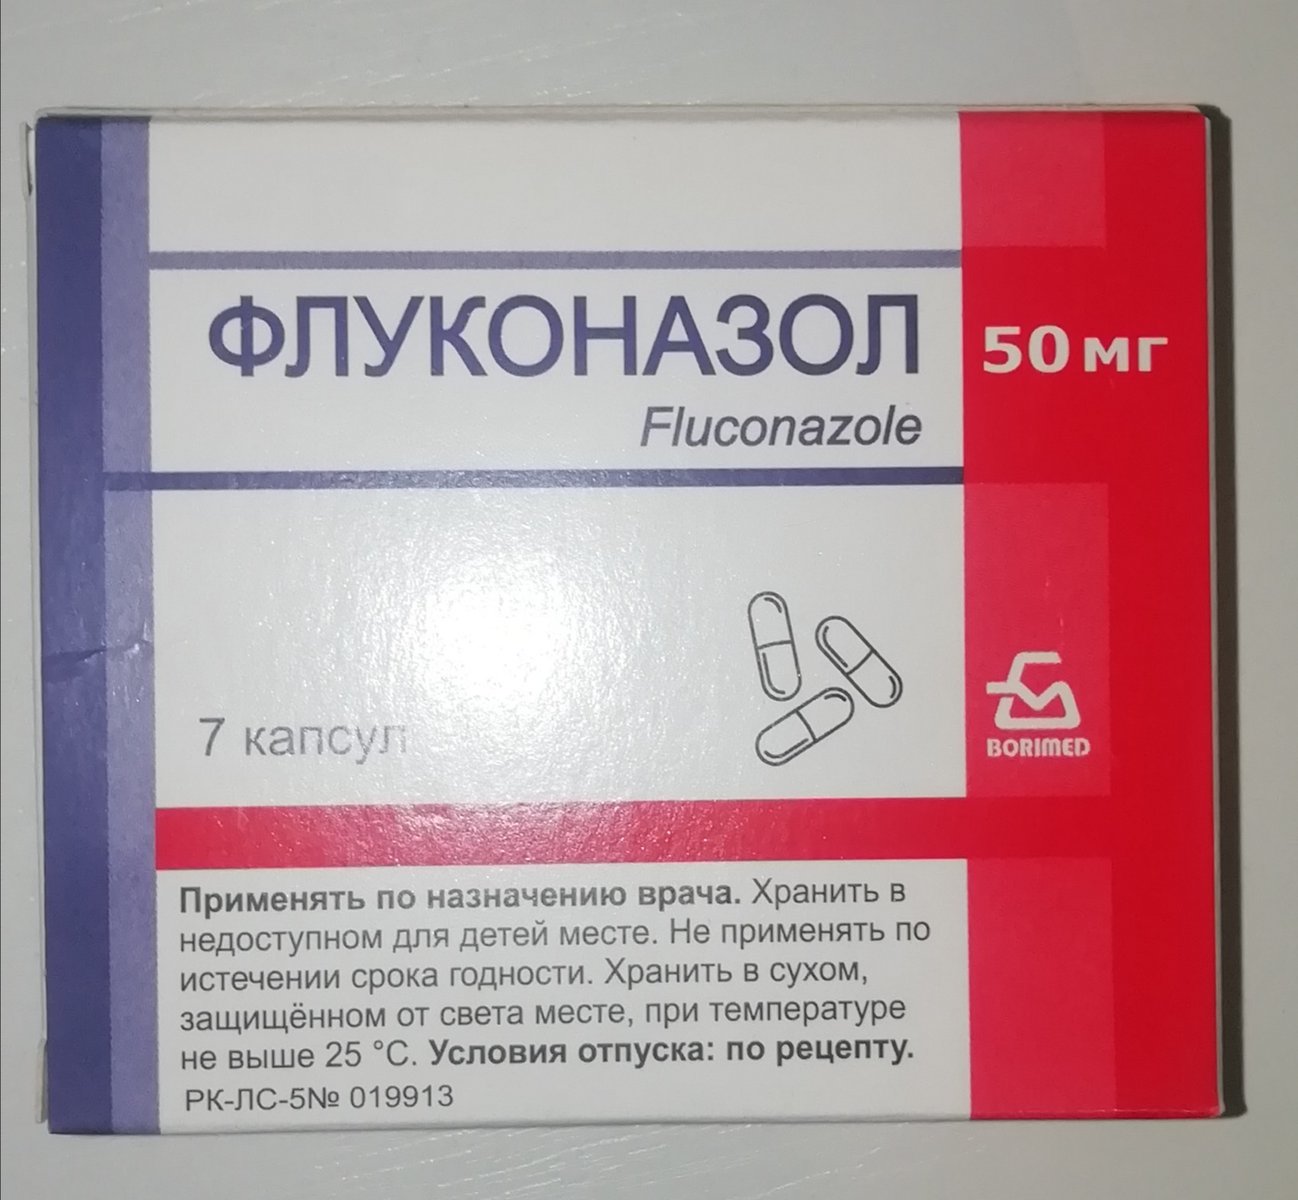 ФЛУКОНАЗОЛ
50 мг
Fluconazole
7 капсул
BORIMED
Применять по назначению врача. Хранить в
недоступном для детей месте. Не применять по
истечении срока годности. Хранить в сухом,
защищённом от света месте, при температуре
не выше 25 °С. Условия отпуска: по рецепту.
РК-ЛС-5№ 019913